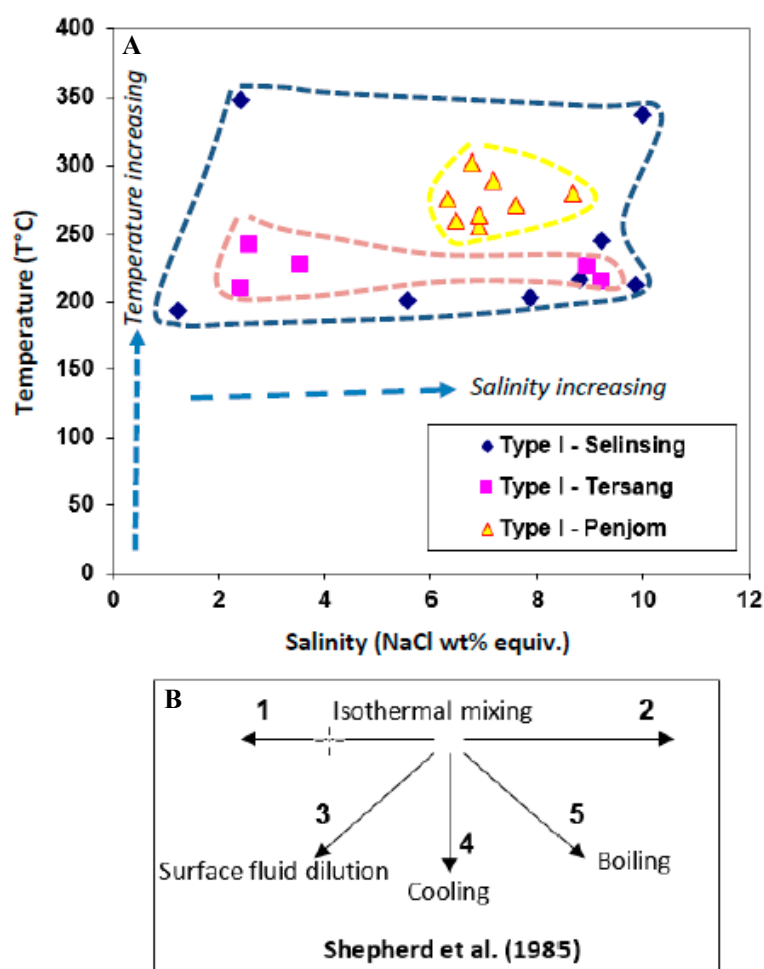 A
400
350
300
250
200
150
100
50
0
Temperature (T°C)
Temperature increasing
Salinity increasing
Type I - Selinsing
Type I - Tersang
Type I - Penjom
0 2 4 6 8 10 12
Salinity (NaCl wt% equiv.)
B
1 Isothermal mixing 2
3 4 5
Surface fluid dilution
Cooling
Boiling
Shepherd et al. (1985)